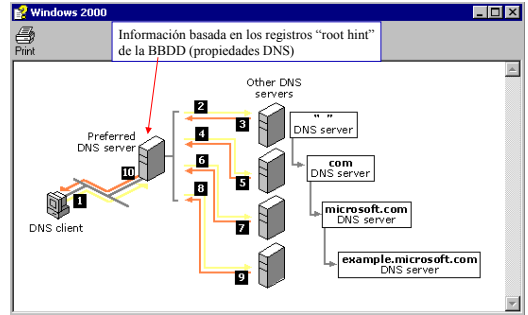 Windows 2000
Print
Información basada en los registros “root hint”
de la BBDD (propiedades DNS)
Other DNS
servers
Preferred
DNS server
DNS client
1
2
3
4
5
6
7
8
9
10
“ ”
DNS server
com
DNS server
microsoft.com
DNS server
example.microsoft.com
DNS server